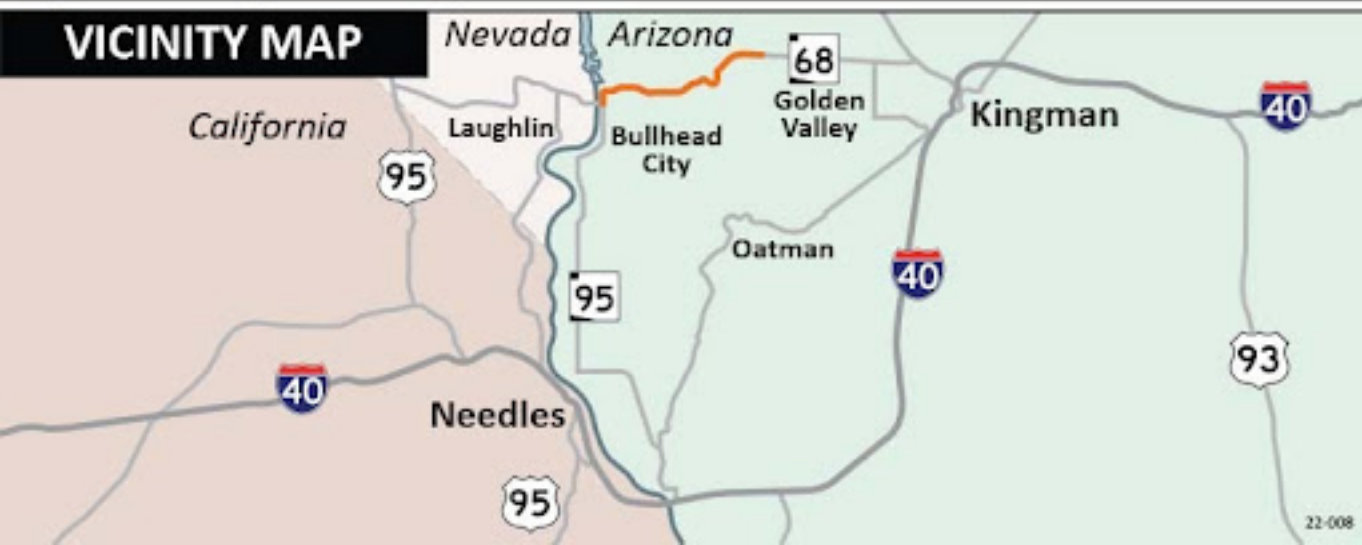 VICINITY MAP
Nevada
Arizona
68
California
Laughlin
Bullhead
City
Golden
Valley
Kingman
40
95
Oatman
40
95
93
40
Needles
95
22-008